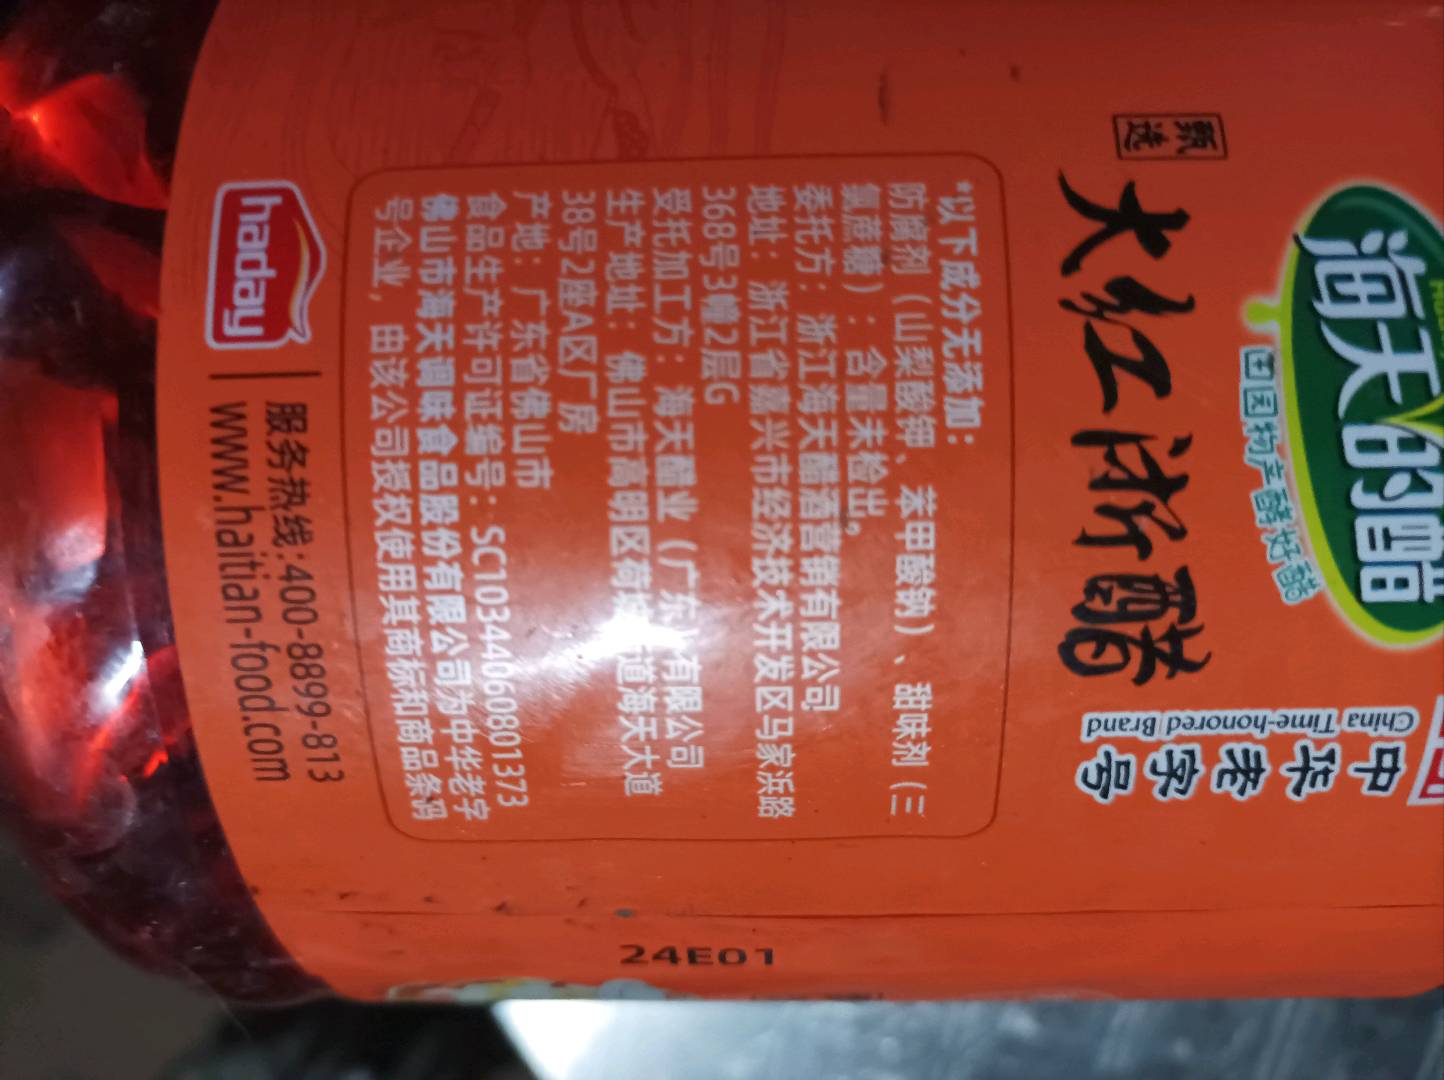 海天的醋
田园物产酿好醋
中华老字号
China Time-honored Brand
甄选
大红浙醋
*以下成分无添加：
防腐剂（山梨酸钾、苯甲酸钠）、甜味剂（三
氯蔗糖）：含量未检出。
委托方：浙江海天醋酒营销有限公司
地址：浙江省嘉兴市经济技术开发区马家浜路
368号3幢2层G
受托加工方：海天醋业（广东）有限公司
生产地址：佛山市高明区荷城街道海天大道
38号2座A区厂房
产地：广东省佛山市
食品生产许可证编号：SC10344060801373
佛山市海天调味食品股份有限公司为中华老字
号企业，由该公司授权使用其商标和商品条码
haday
服务热线:400-8899-813
www.haitian-food.com
24E01